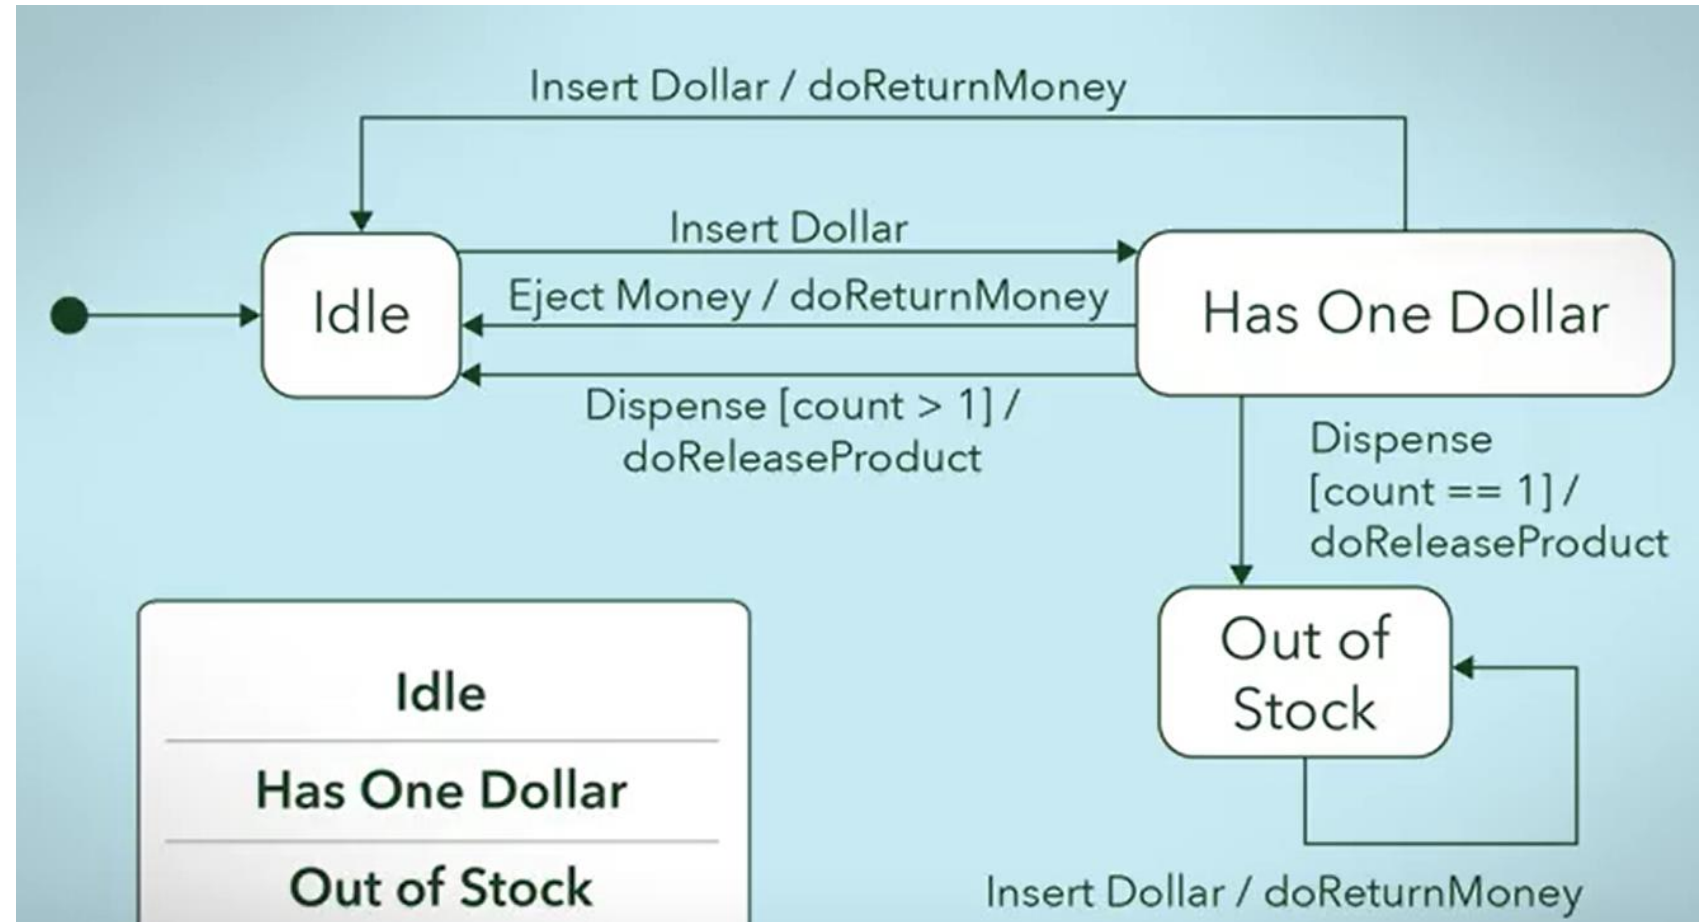 Insert Dollar / doReturnMoney
Insert Dollar
Eject Money / doReturnMoney
Idle
Has One Dollar
Dispense [count > 1] /
doReleaseProduct
Dispense
[count == 1] /
doReleaseProduct
Out of
Stock
Idle
Has One Dollar
Out of Stock
Insert Dollar / doReturnMoney